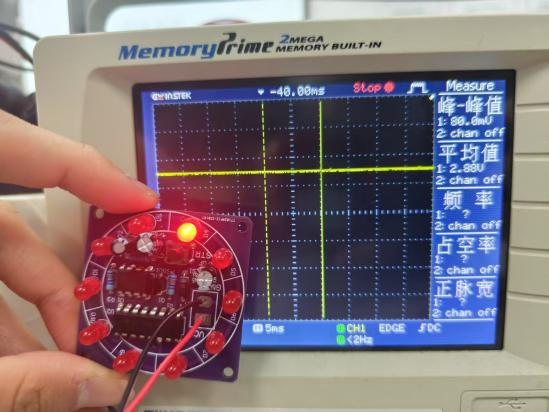 MemoryPrime 2MEGA
MEMORY BUILT-IN
GWINSTEK
-40.00ms
Stop
Measure
峰-峰值
1: 80.0mV
2: chan off
平均值
1: 2.88V
2: chan off
频率
1: ?
2: chan off
占空率
1: ?
2: chan off
正脉宽
1: ?
2: chan off
5ms
CH1 EDGE DC
<2Hz